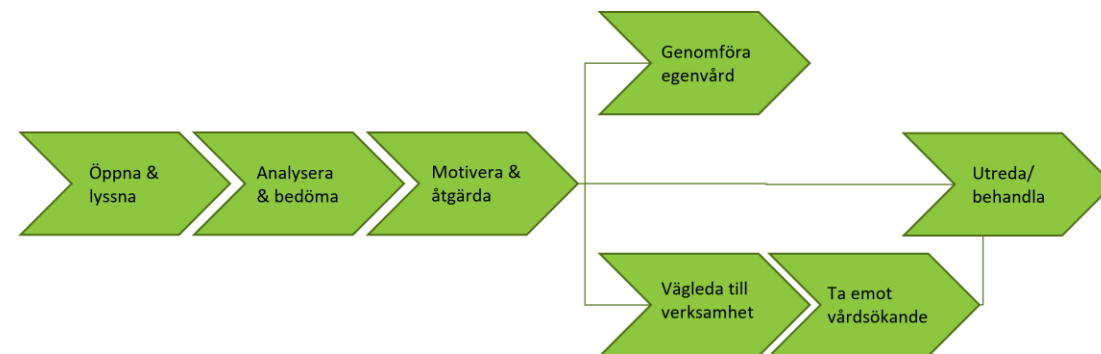 Genomföra
egenvård
Öppna &
lyssna
Analysera
& bedöma
Motivera &
åtgärda
Utreda/
behandla
Vägleda till
verksamhet
Ta emot
vårdsökande